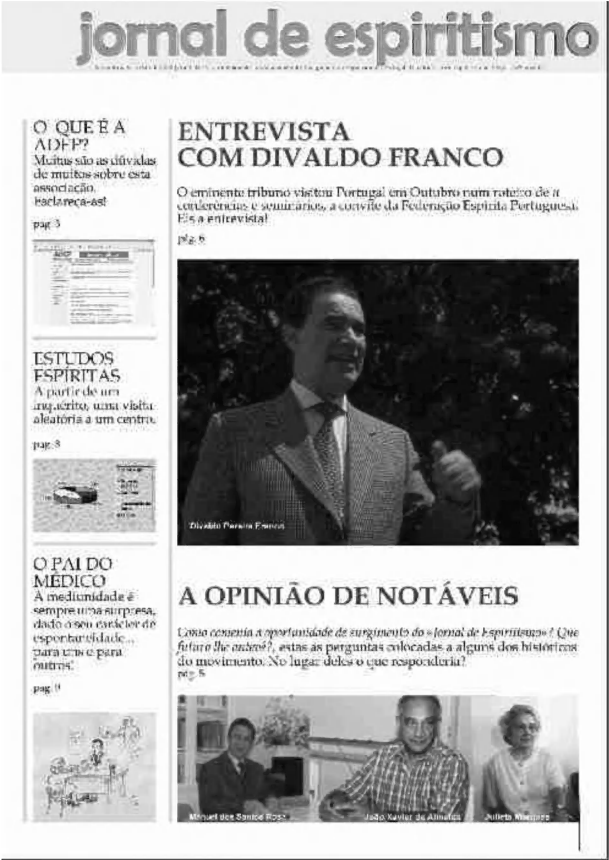 jornal de espiritismo
O QUE É A
ADEP?
Muitas são as dúvidas
de muitos sobre esta
associação.
Esclareça-as!
pág. 3
ESTUDOS
ESPÍRITAS
A partir de um
inquérito, uma visita
aleatória a um centro.
pág. 8
O PAI DO
MÉDICO
A mediunidade é
sempre uma surpresa,
dado o seu carácter de
espontaneidade...
para uns e para
outros!
pág. 9
ENTREVISTA
COM DIVALDO FRANCO
O eminente tribuno visitou Portugal em Outubro num roteiro de
conferências e seminários, a convite da Federação Espírita Portuguesa.
Eis a entrevista!
pág. 6
Divaldo Pereira Franco
A OPINIÃO DE NOTÁVEIS
Como comenta a oportunidade de surgimento do «Jornal de Espiritismo»? Que
futuro lhe antevê?, estas as perguntas colocadas a alguns dos históricos
do movimento. No lugar deles o que responderia?
pág. 5
Manuel dos Santos Rosa
João Xavier de Almeida
Julieta Marques